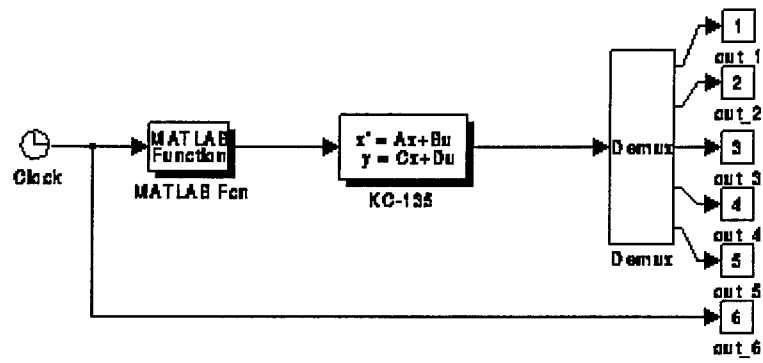 1
out_1
2
out_2
3
out_3
4
out_4
5
out_5
6
out_6
Clock
MATLAB
Function
MATLAB Fcn
x' = Ax+Bu
y = Cx+Du
KC-135
Demux
Demux